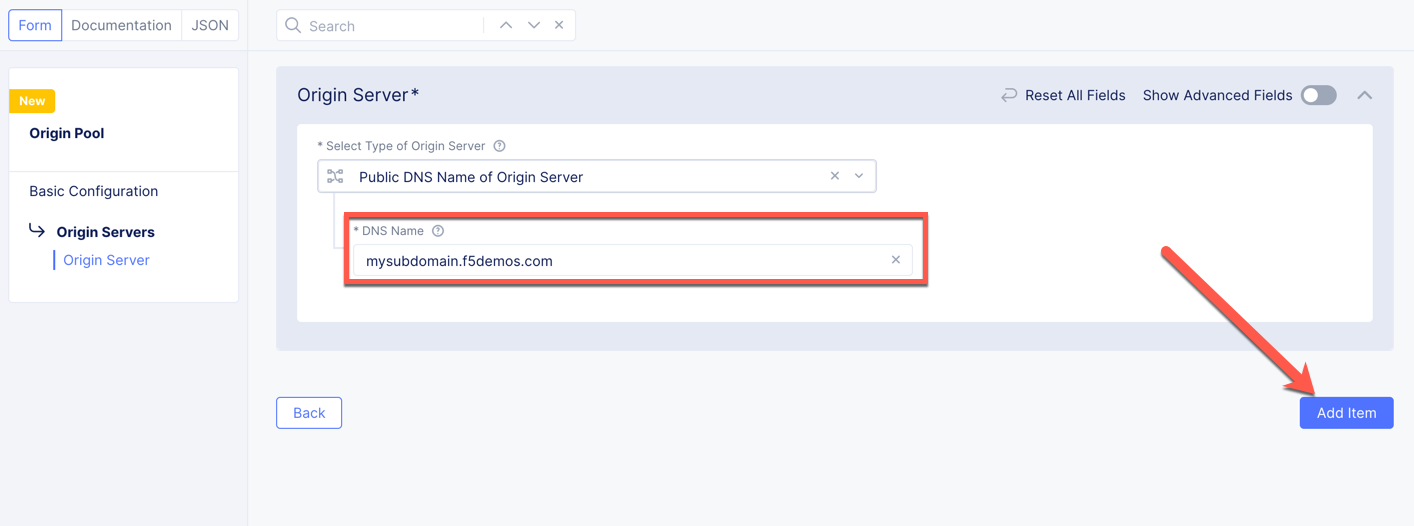 Form Documentation JSON
Search
New
Origin Pool
Basic Configuration
Origin Servers
Origin Server
Origin Server*
Reset All Fields Show Advanced Fields
* Select Type of Origin Server
Public DNS Name of Origin Server
* DNS Name
mysubdomain.f5demos.com
Back
Add Item